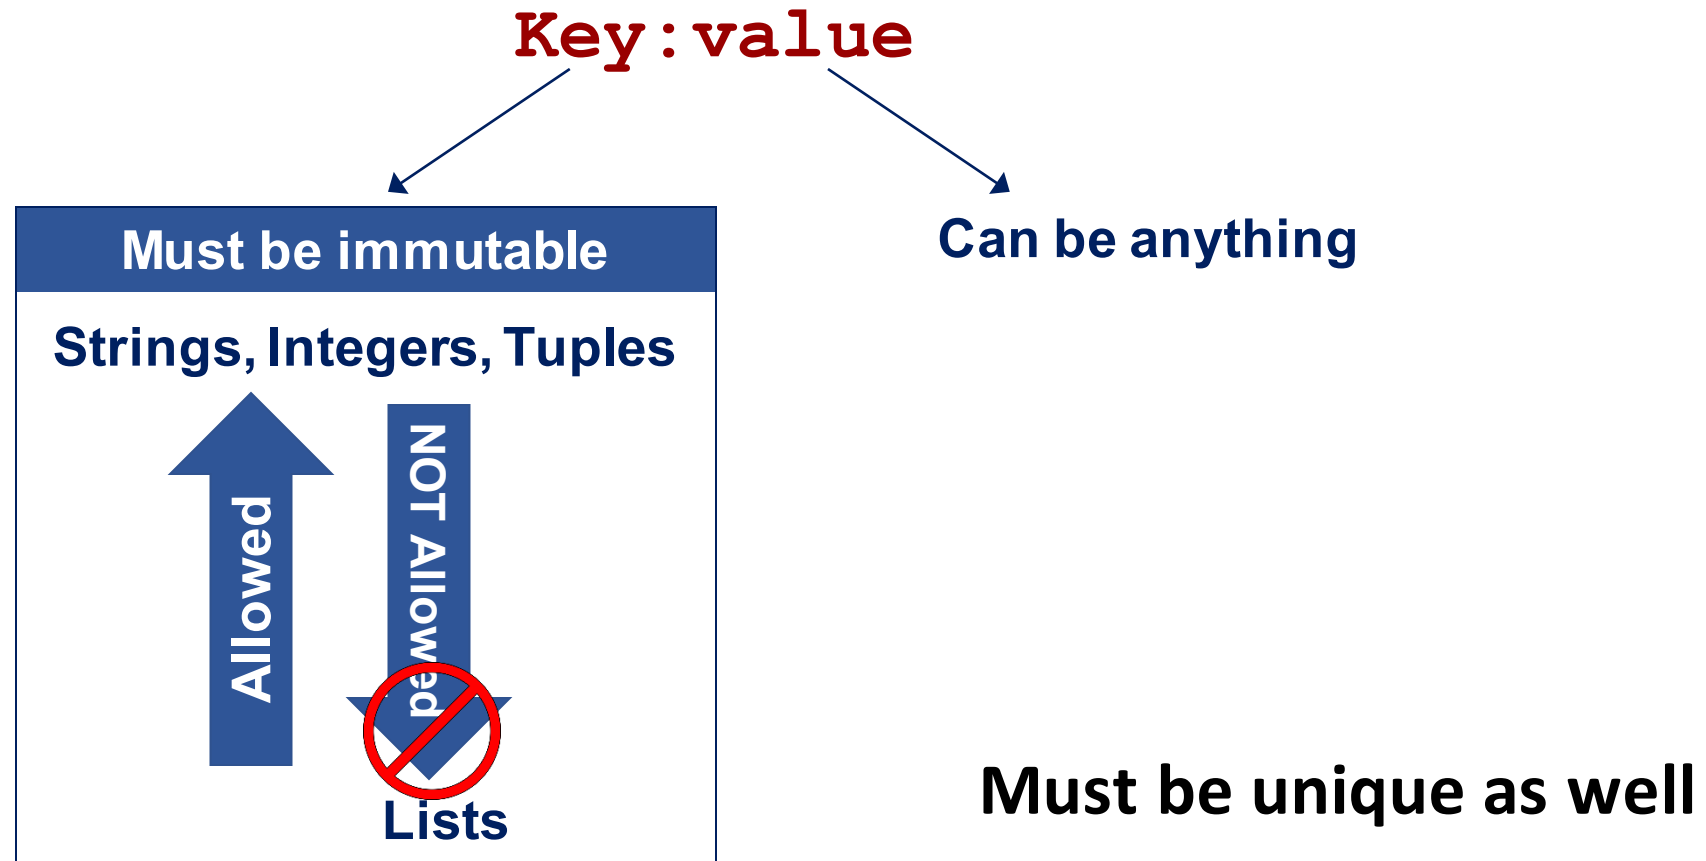 Key:value
Must be immutable
Can be anything
Strings, Integers, Tuples
Allowed
NOT Allowed
Lists
Must be unique as well